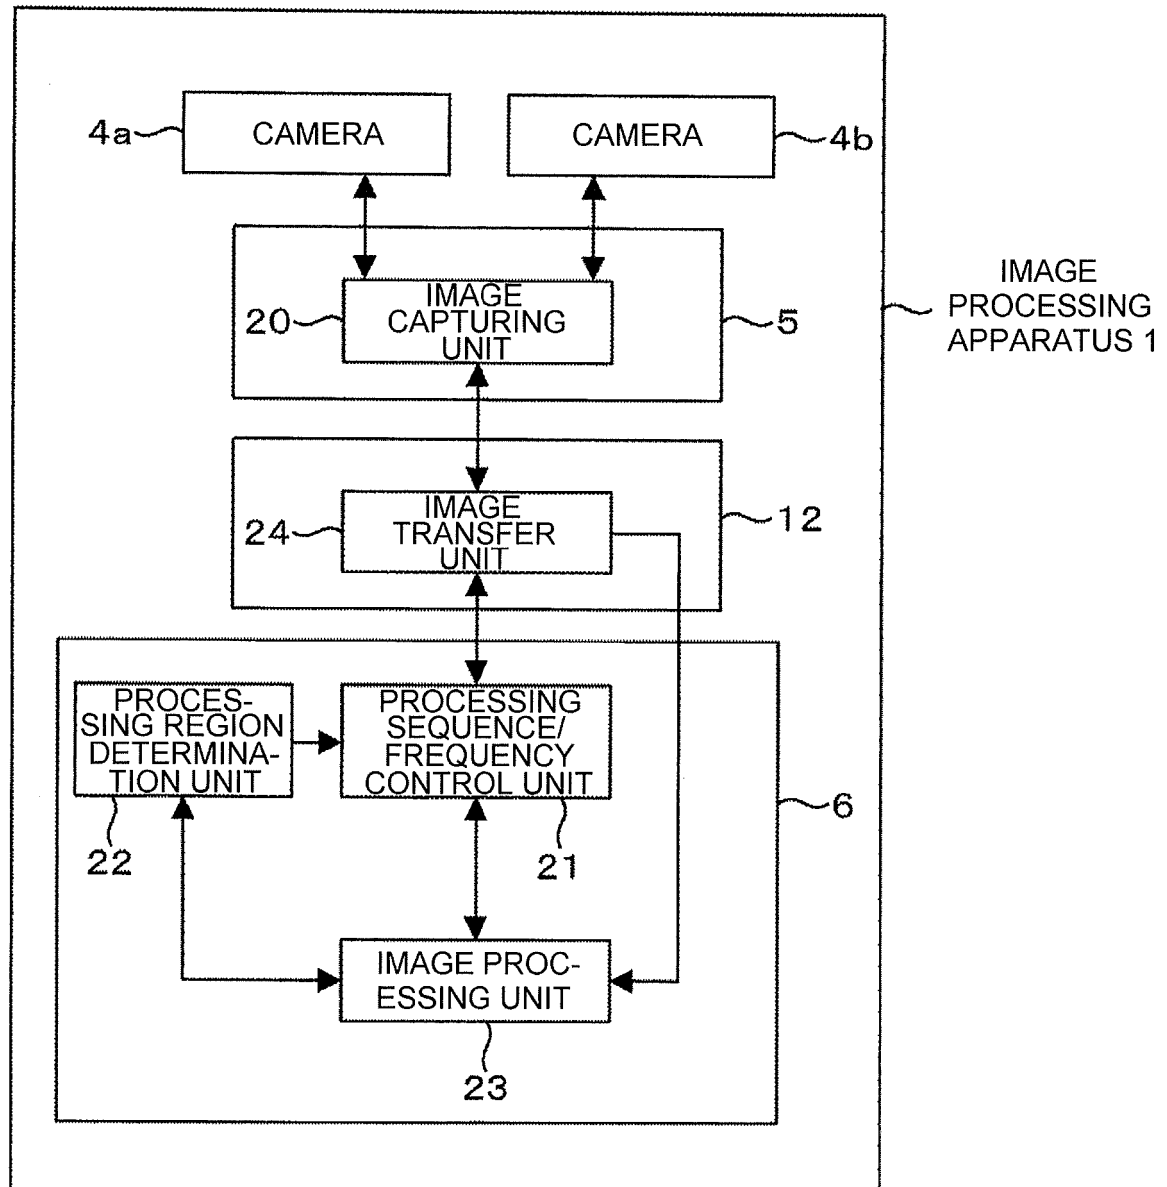 4a
CAMERA
CAMERA
4b
20
IMAGE
CAPTURING
UNIT
5
IMAGE
PROCESSING
APPARATUS 1
24
IMAGE
TRANSFER
UNIT
12
PROCES-
SING REGION
DETERMINA-
TION UNIT
22
PROCESSING
SEQUENCE/
FREQUENCY
CONTROL UNIT
21
6
IMAGE PROC-
ESSING UNIT
23